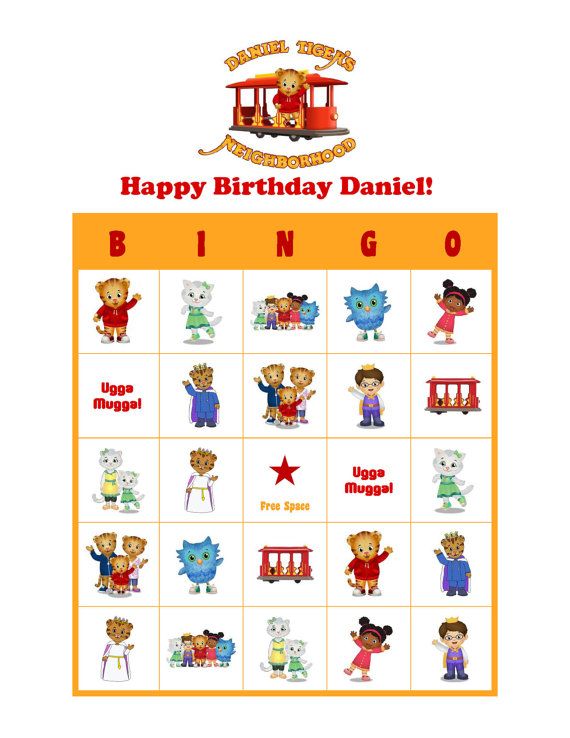 DANIEL TIGER'S
NEIGHBORHOOD
Happy Birthday Daniel!
B I N G O
Ugga
Mugga!
Free Space
Ugga
Mugga!